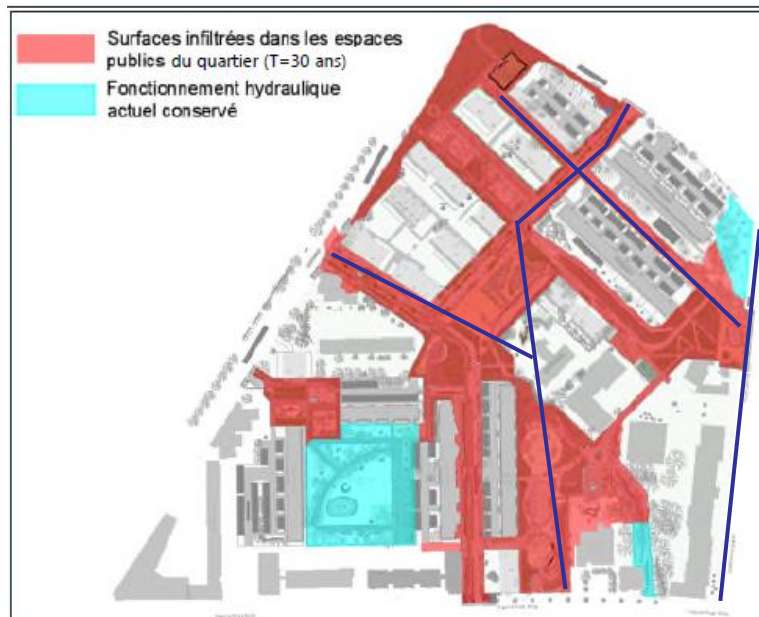 Surfaces infiltrées dans les espaces
publics du quartier (T=30 ans)
Fonctionnement hydraulique
actuel conservé